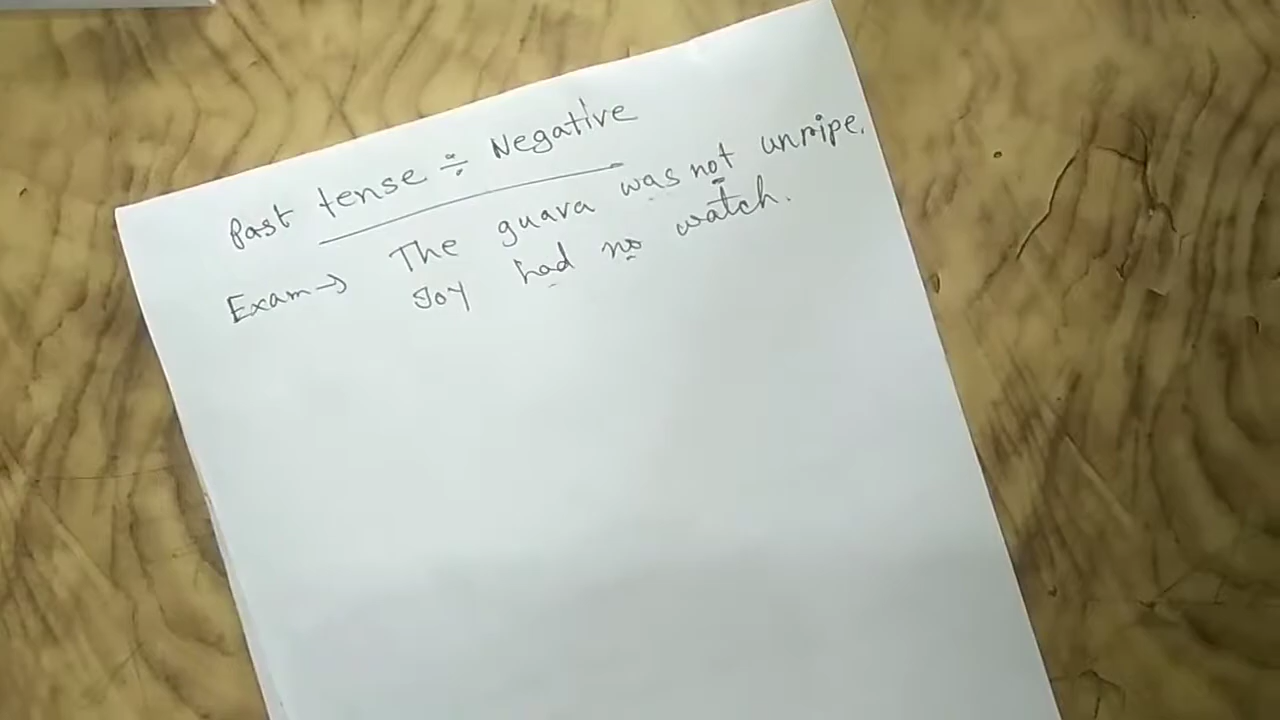 Past tense ÷ Negative
Exam → The guava was not unripe.
Joy had no watch.